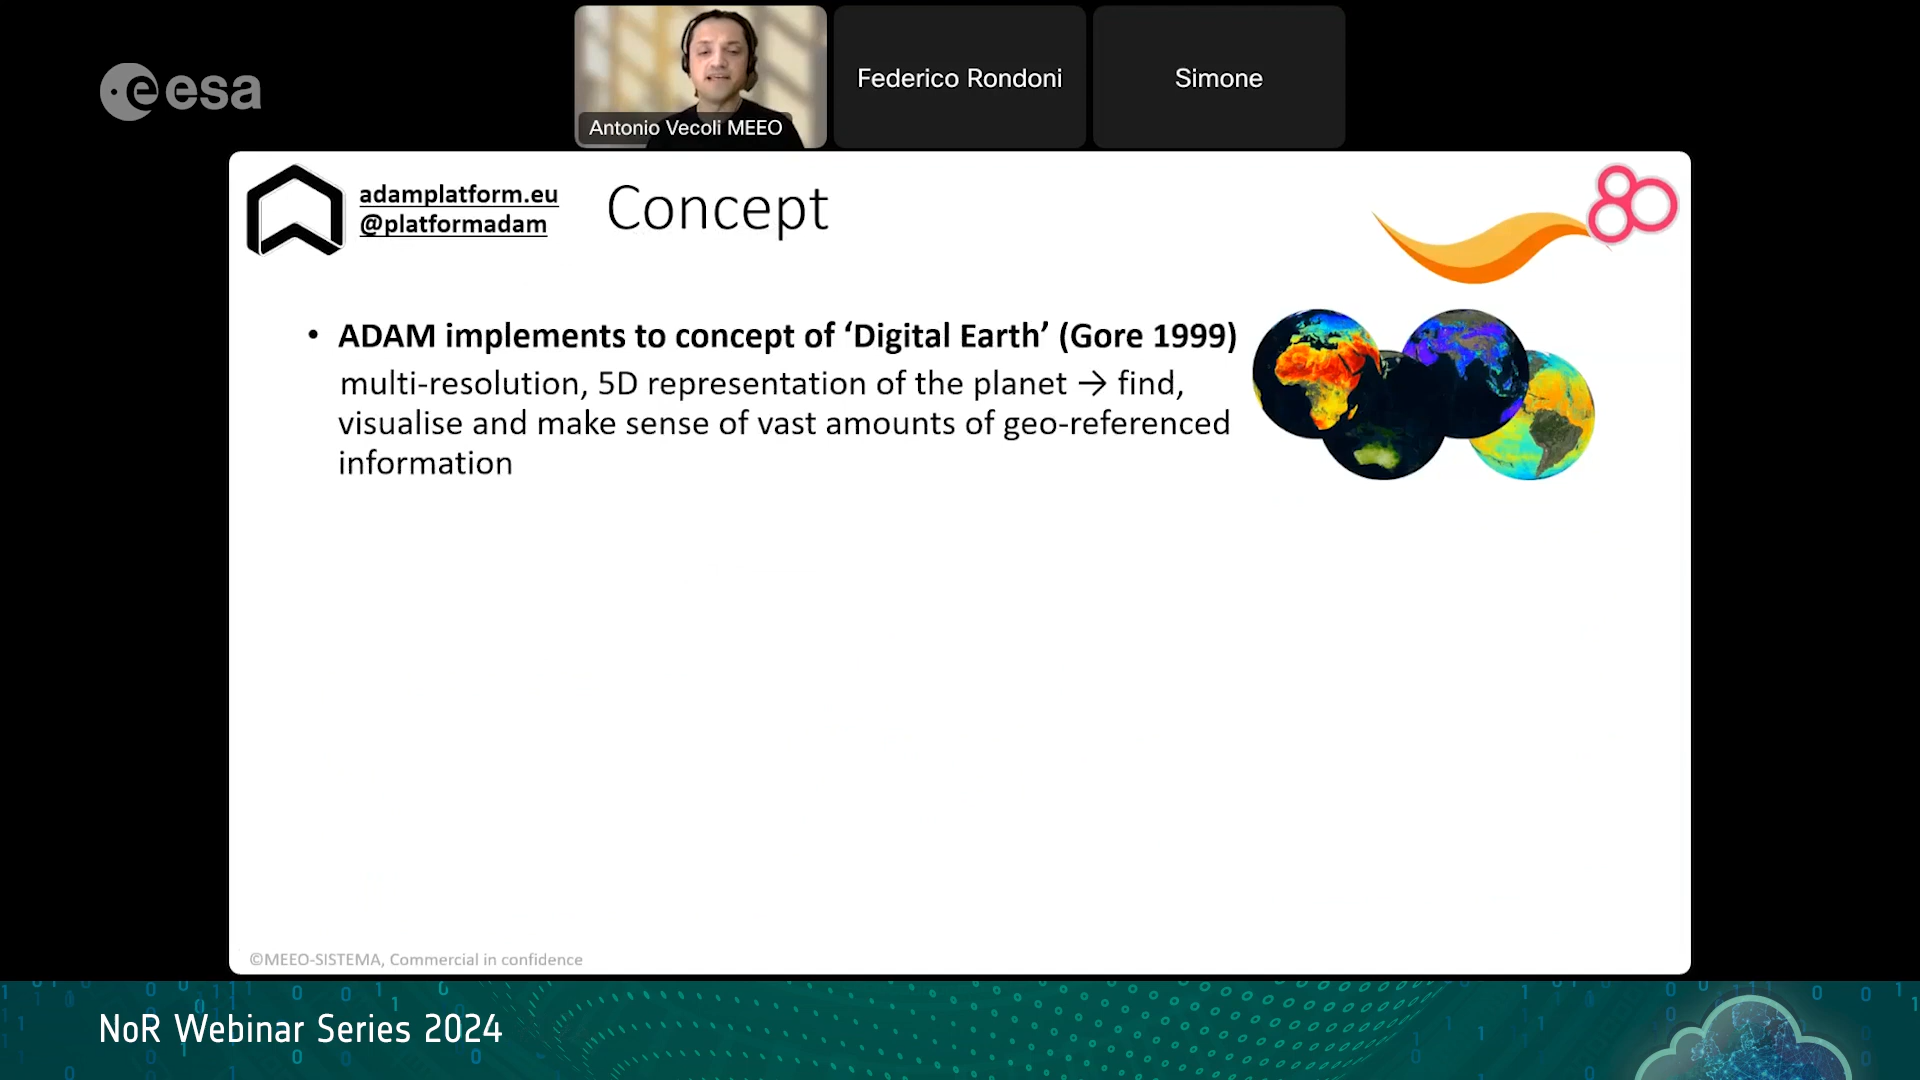 esa
Antonio Vecoli MEEO
Federico Rondoni
Simone
adamplatform.eu
@platformadam
Concept
• ADAM implements to concept of ‘Digital Earth’ (Gore 1999)
multi-resolution, 5D representation of the planet → find,
visualise and make sense of vast amounts of geo-referenced
information
©MEEO-SISTEMA, Commercial in confidence
NoR Webinar Series 2024